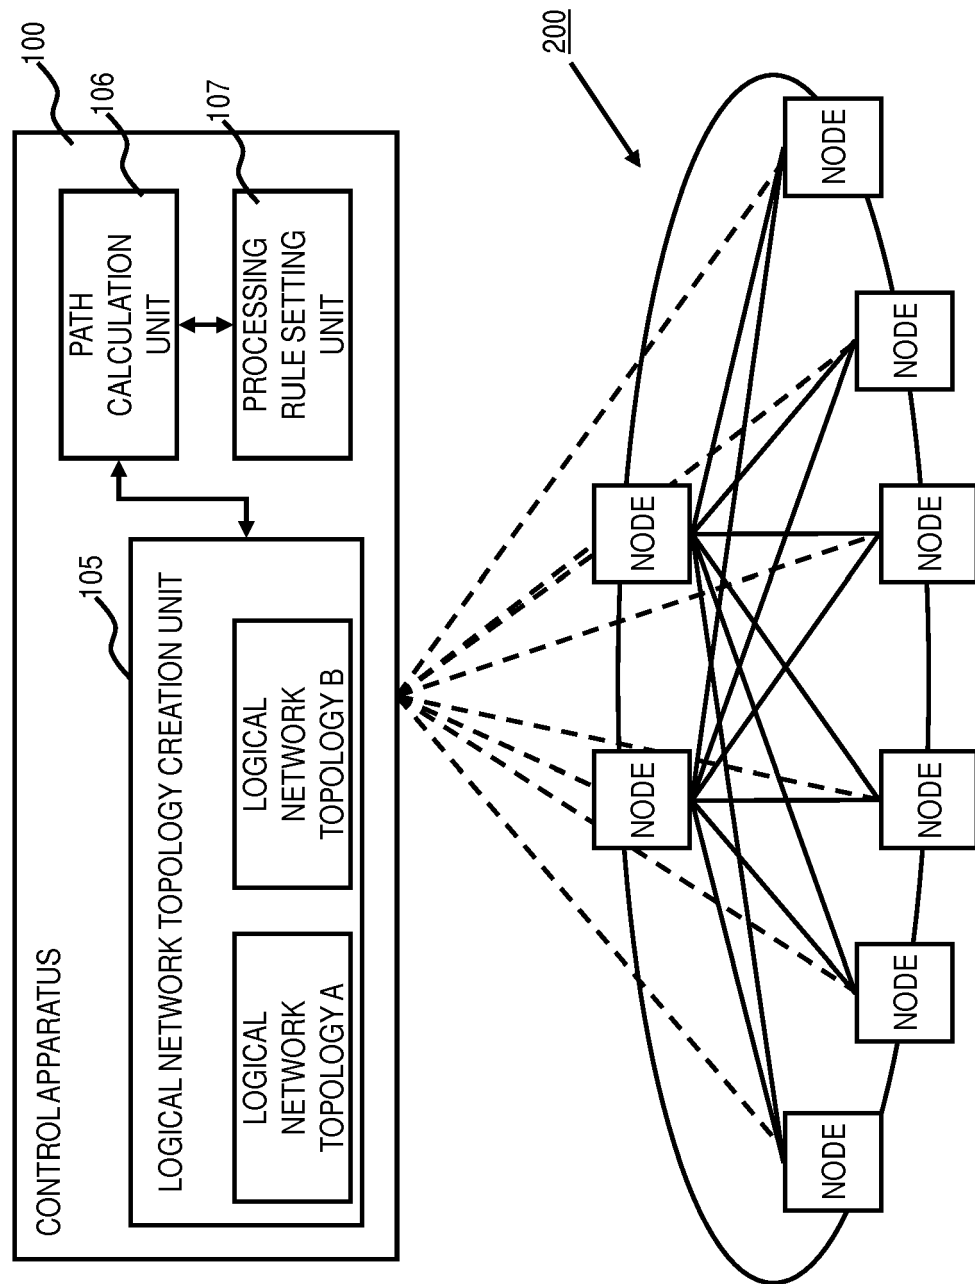 100
CONTROL APPARATUS
105
106
LOGICAL NETWORK TOPOLOGY CREATION UNIT
PATH
CALCULATION
UNIT
LOGICAL
NETWORK
TOPOLOGY A
LOGICAL
NETWORK
TOPOLOGY B
107
PROCESSING
RULE SETTING
UNIT
200
NODE
NODE
NODE
NODE
NODE
NODE
NODE
NODE